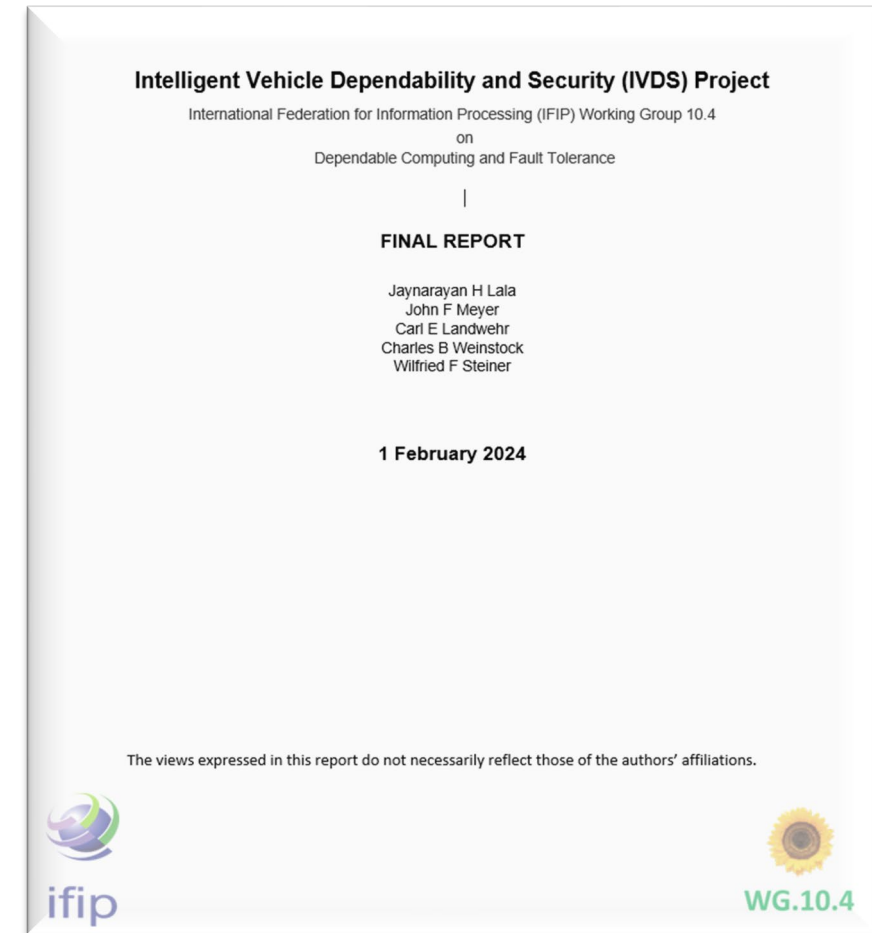 Intelligent Vehicle Dependability and Security (IVDS) Project
International Federation for Information Processing (IFIP) Working Group 10.4
on
Dependable Computing and Fault Tolerance
|
FINAL REPORT
Jaynarayan H Lala
John F Meyer
Carl E Landwehr
Charles B Weinstock
Wilfried F Steiner
1 February 2024
The views expressed in this report do not necessarily reflect those of the authors’ affiliations.
ifip
WG.10.4